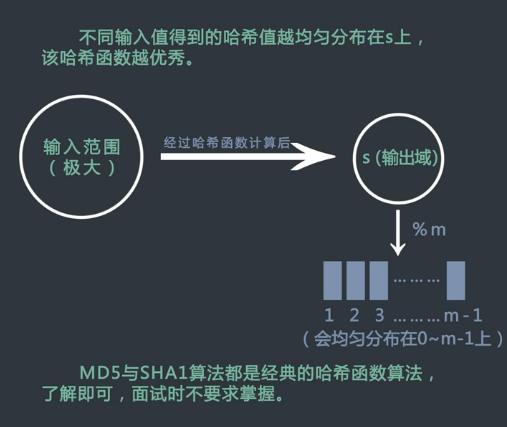 不同输入值得到的哈希值越均匀分布在s上，
该哈希函数越优秀。
输入范围
（极大）
经过哈希函数计算后
s（输出域）
%m
………
1 2 3 ………m-1
（会均匀分布在0~m-1上）
MD5与SHA1算法都是经典的哈希函数算法，
了解即可，面试时不要求掌握。